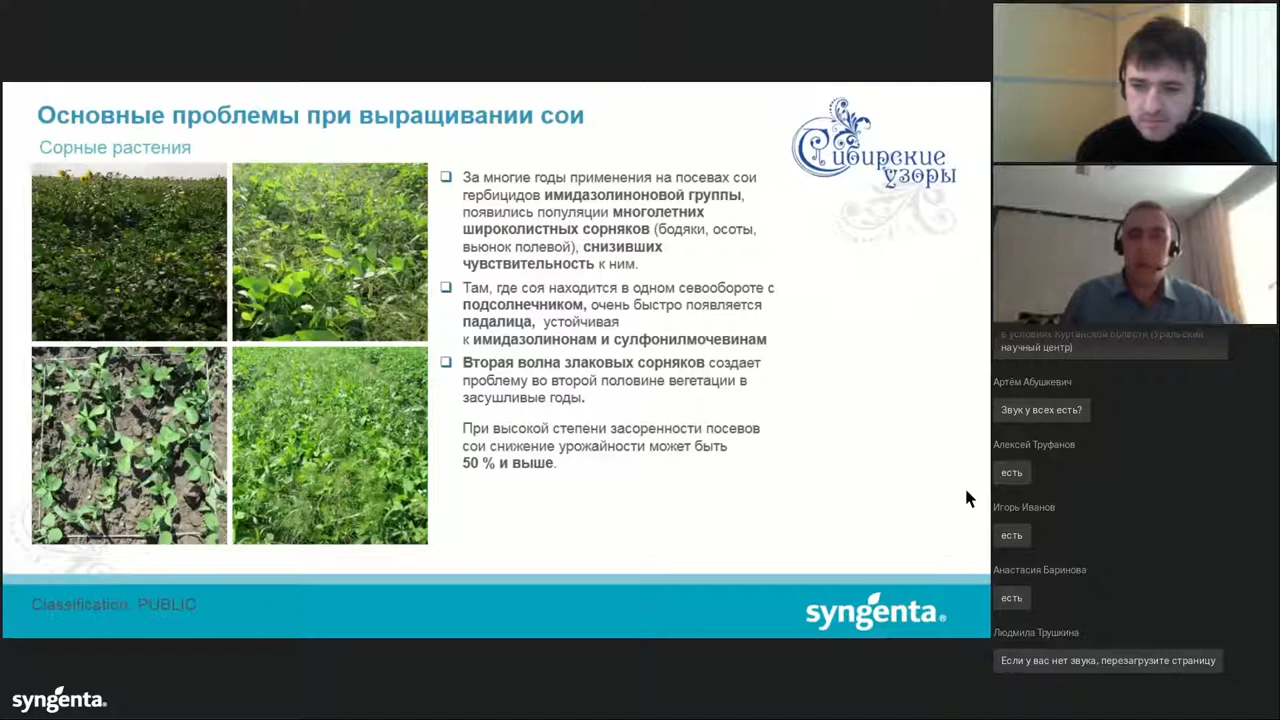 Основные проблемы при выращивании сои
Сорные растения
Сибирские
узоры
За многие годы применения на посевах сои
гербицидов имидазолиноновой группы,
появились популяции многолетних
широколистных сорняков (бодяки, осоты,
вьюнок полевой), снизивших
чувствительность к ним.
Там, где соя находится в одном севообороте с
подсолнечником, очень быстро появляется
падалица, устойчивая
к имидазолинонам и сулфонилмочевинам
Вторая волна злаковых сорняков создает
проблему во второй половине вегетации в
засушливые годы.
При высокой степени засоренности посевов
сои снижение урожайности может быть
50 % и выше.
Classification: PUBLIC
syngenta®
syngenta®
в условиях Курганской области (Уральский
научный центр)
Артём Абушкевич
Звук у всех есть?
Алексей Труфанов
есть
Игорь Иванов
есть
Анастасия Баринова
есть
Людмила Трушкина
Если у вас нет звука, перезагрузите страницу